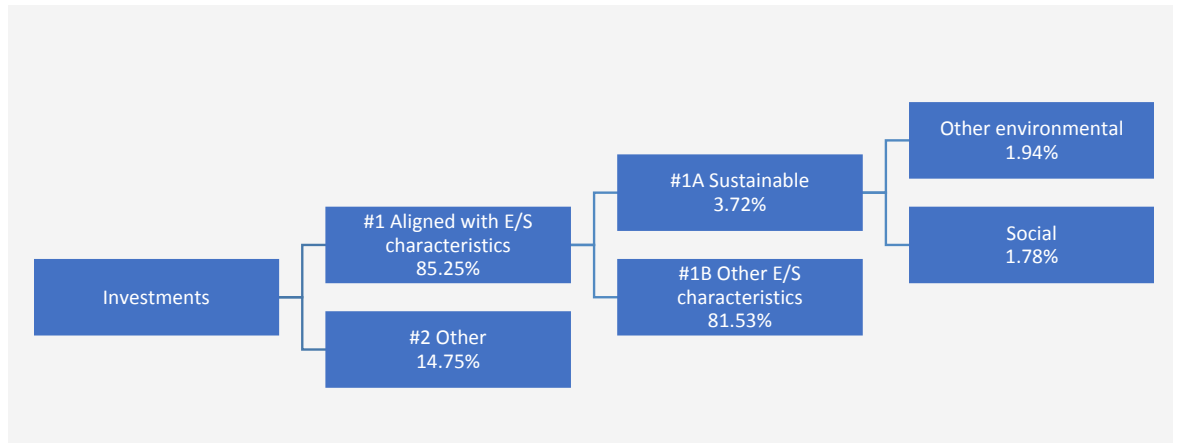 Investments
#1 Aligned with E/S
characteristics
85.25%
#2 Other
14.75%
#1A Sustainable
3.72%
#1B Other E/S
characteristics
81.53%
Other environmental
1.94%
Social
1.78%